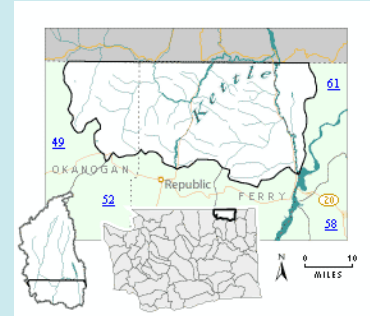 Kettle
61
49
OKANOGAN
Republic
52
FERRY
20
58
N
0 10
MILES